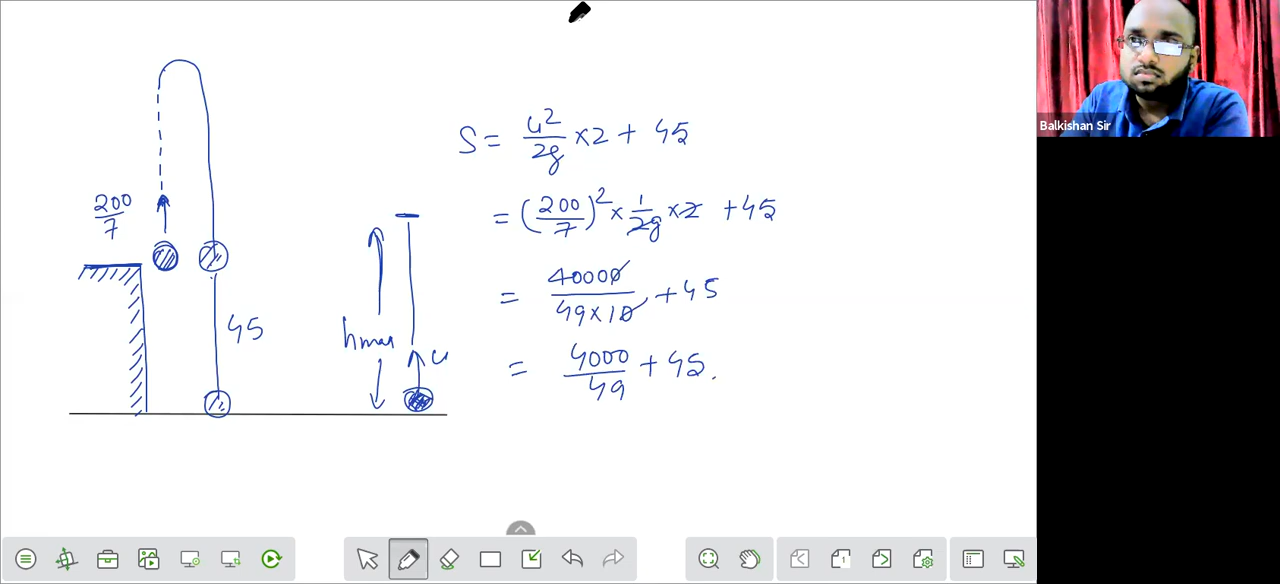 S = u²/2g × 2 + 45
200/7
= (200/7)² × 1/2g × 2 + 45
= 40000/49×10 + 45
45
hmax
u
= 4000/49 + 45.
Balkishan Sir
1